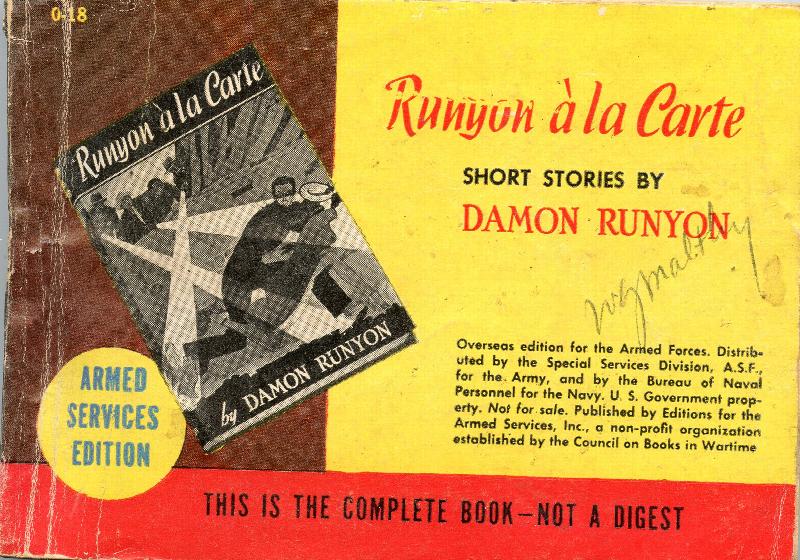 0-18
Runyon à la Carte
by DAMON RUNYON
ARMED
SERVICES
EDITION
Runyon à la Carte
SHORT STORIES BY
DAMON RUNYON
Overseas edition for the Armed Forces. Distrib-
uted by the Special Services Division, A.S.F.,
for the Army, and by the Bureau of Naval
Personnel for the Navy. U. S. Government prop-
erty. Not for sale. Published by Editions for the
Armed Services, Inc., a non-profit organization
established by the Council on Books in Wartime
THIS IS THE COMPLETE BOOK—NOT A DIGEST